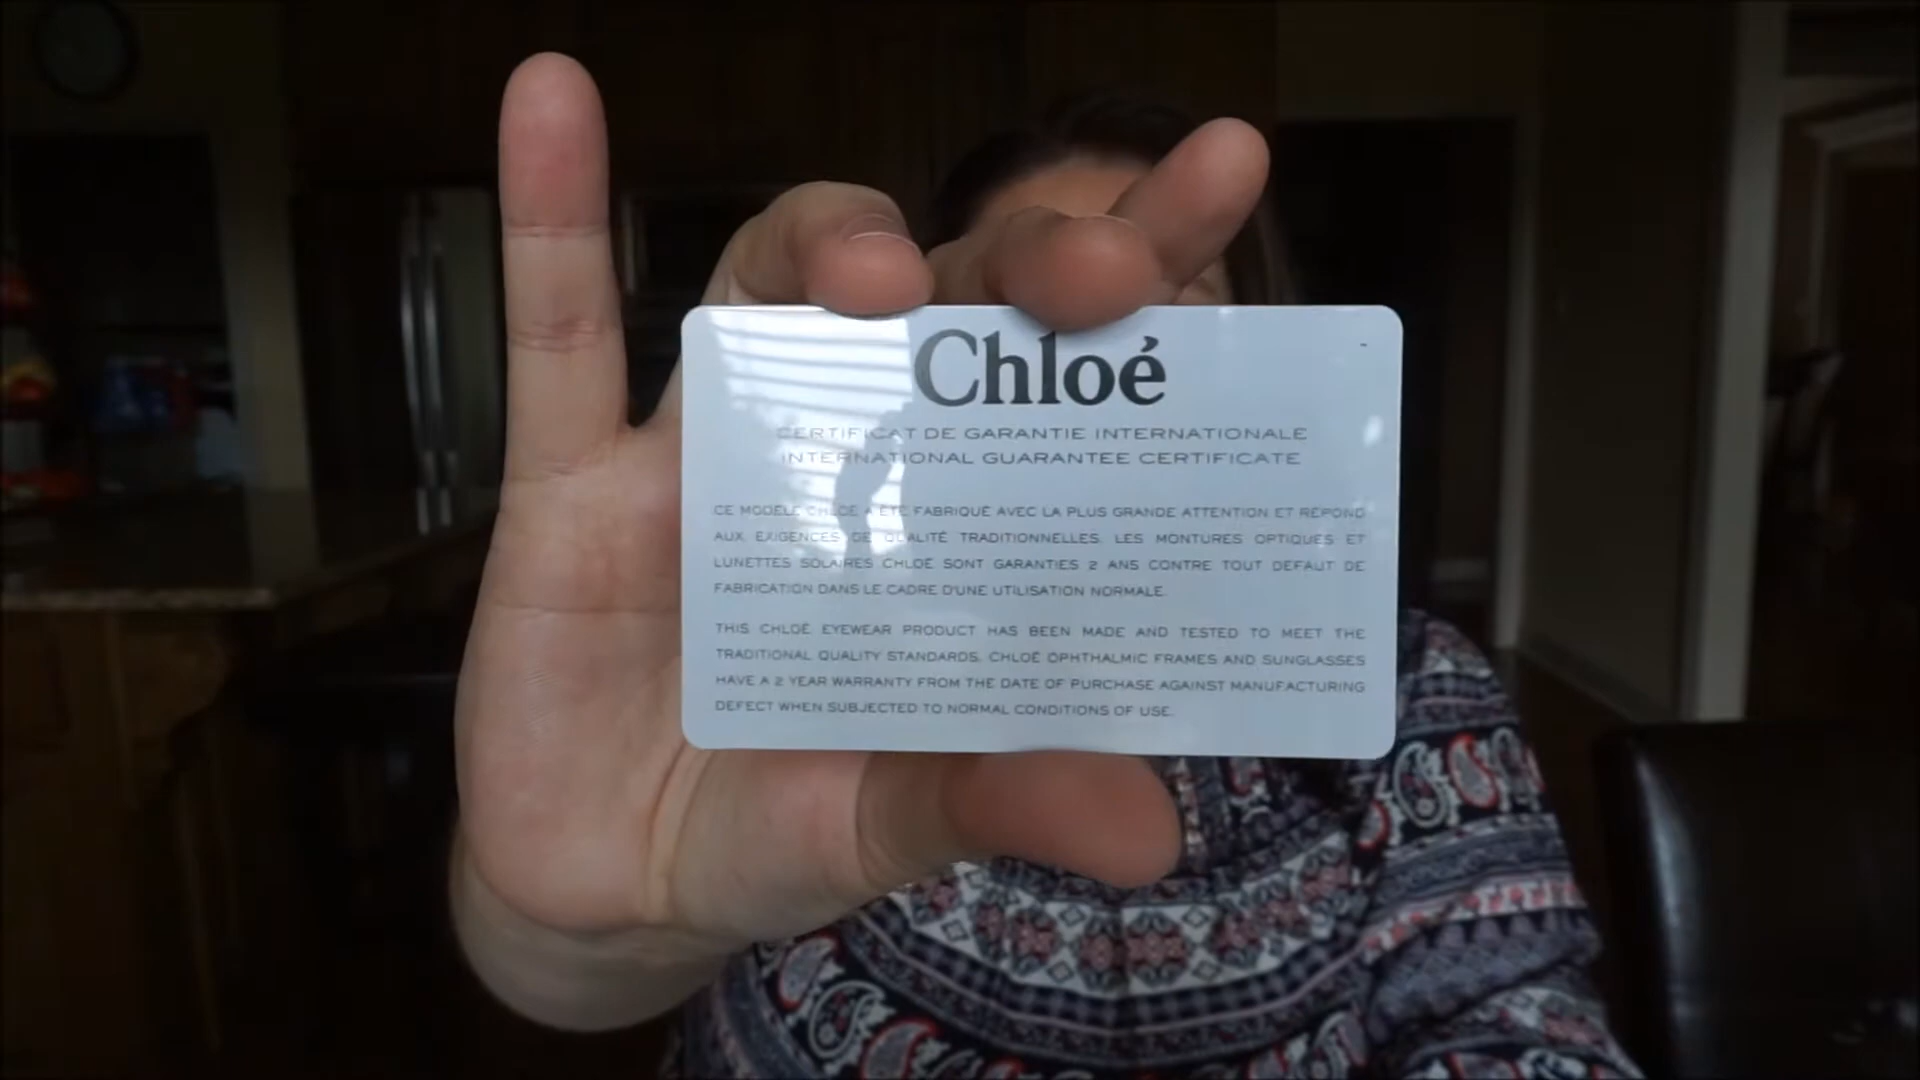 Chloé
CERTIFICAT DE GARANTIE INTERNATIONALE
INTERNATIONAL GUARANTEE CERTIFICATE
CE MODÈLE CHLOÉ A ÉTÉ FABRIQUÉ AVEC LA PLUS GRANDE ATTENTION ET RÉPOND
AUX EXIGENCES DE QUALITÉ TRADITIONNELLES. LES MONTURES OPTIQUES ET
LUNETTES SOLAIRES CHLOÉ SONT GARANTIES 2 ANS CONTRE TOUT DÉFAUT DE
FABRICATION DANS LE CADRE D'UNE UTILISATION NORMALE.
THIS CHLOÉ EYEWEAR PRODUCT HAS BEEN MADE AND TESTED TO MEET THE
TRADITIONAL QUALITY STANDARDS. CHLOÉ OPHTHALMIC FRAMES AND SUNGLASSES
HAVE A 2 YEAR WARRANTY FROM THE DATE OF PURCHASE AGAINST MANUFACTURING
DEFECT WHEN SUBJECTED TO NORMAL CONDITIONS OF USE.